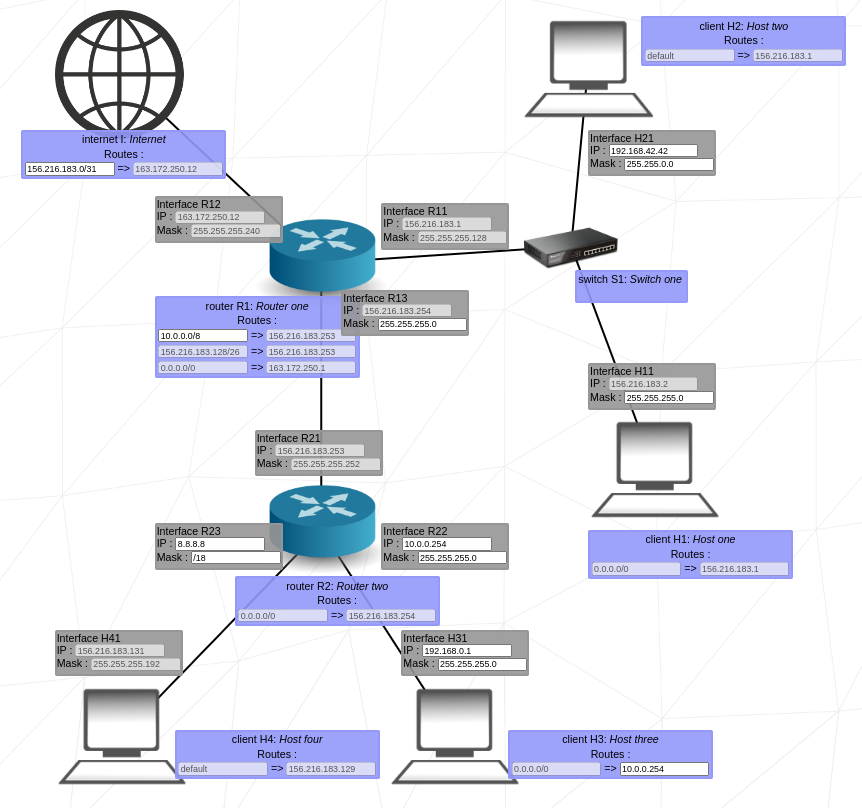 client H2: Host two
Routes :
default => 156.216.183.1
internet I: Internet
Routes :
156.216.183.0/31 => 163.172.250.12
Interface H21
IP : 192.168.42.42
Mask : 255.255.0.0
Interface R12
IP : 163.172.250.12
Mask : 255.255.255.240
Interface R11
IP : 156.216.183.1
Mask : 255.255.255.128
switch S1: Switch one
Interface R13
IP : 156.216.183.254
Mask : 255.255.255.0
router R1: Router one
Routes :
10.0.0.0/8 => 156.216.183.253
156.216.183.128/26 => 156.216.183.253
0.0.0.0/0 => 163.172.250.1
Interface H11
IP : 156.216.183.2
Mask : 255.255.255.0
Interface R21
IP : 156.216.183.253
Mask : 255.255.255.252
Interface R23
IP : 8.8.8.8
Mask : /18
Interface R22
IP : 10.0.0.254
Mask : 255.255.255.0
client H1: Host one
Routes :
0.0.0.0/0 => 156.216.183.1
router R2: Router two
Routes :
0.0.0.0/0 => 156.216.183.254
Interface H41
IP : 156.216.183.131
Mask : 255.255.255.192
Interface H31
IP : 192.168.0.1
Mask : 255.255.255.0
client H4: Host four
Routes :
default => 156.216.183.129
client H3: Host three
Routes :
0.0.0.0/0 => 10.0.0.254